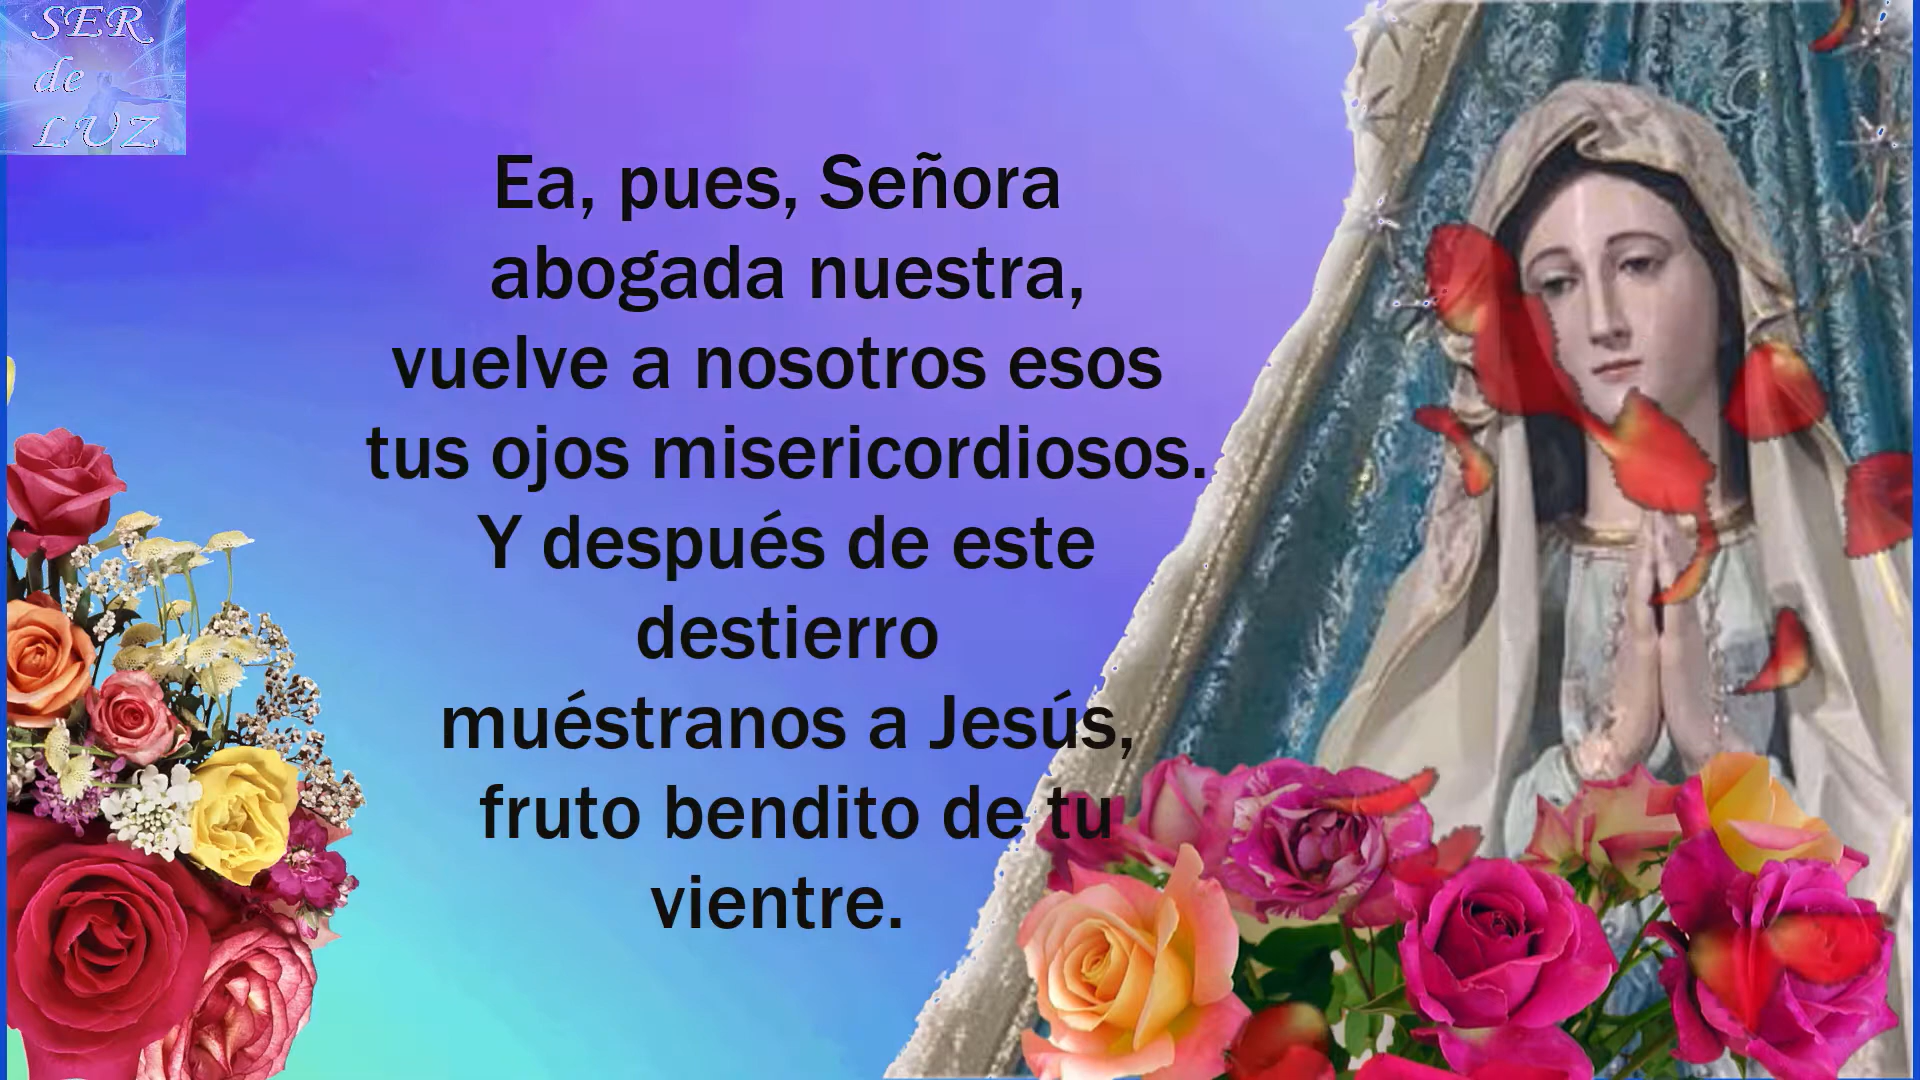 SER
de
LUZ
Ea, pues, Señora
abogada nuestra,
vuelve a nosotros esos
tus ojos misericordiosos.
Y después de este
destierro
muéstranos a Jesús,
fruto bendito de tu
vientre.